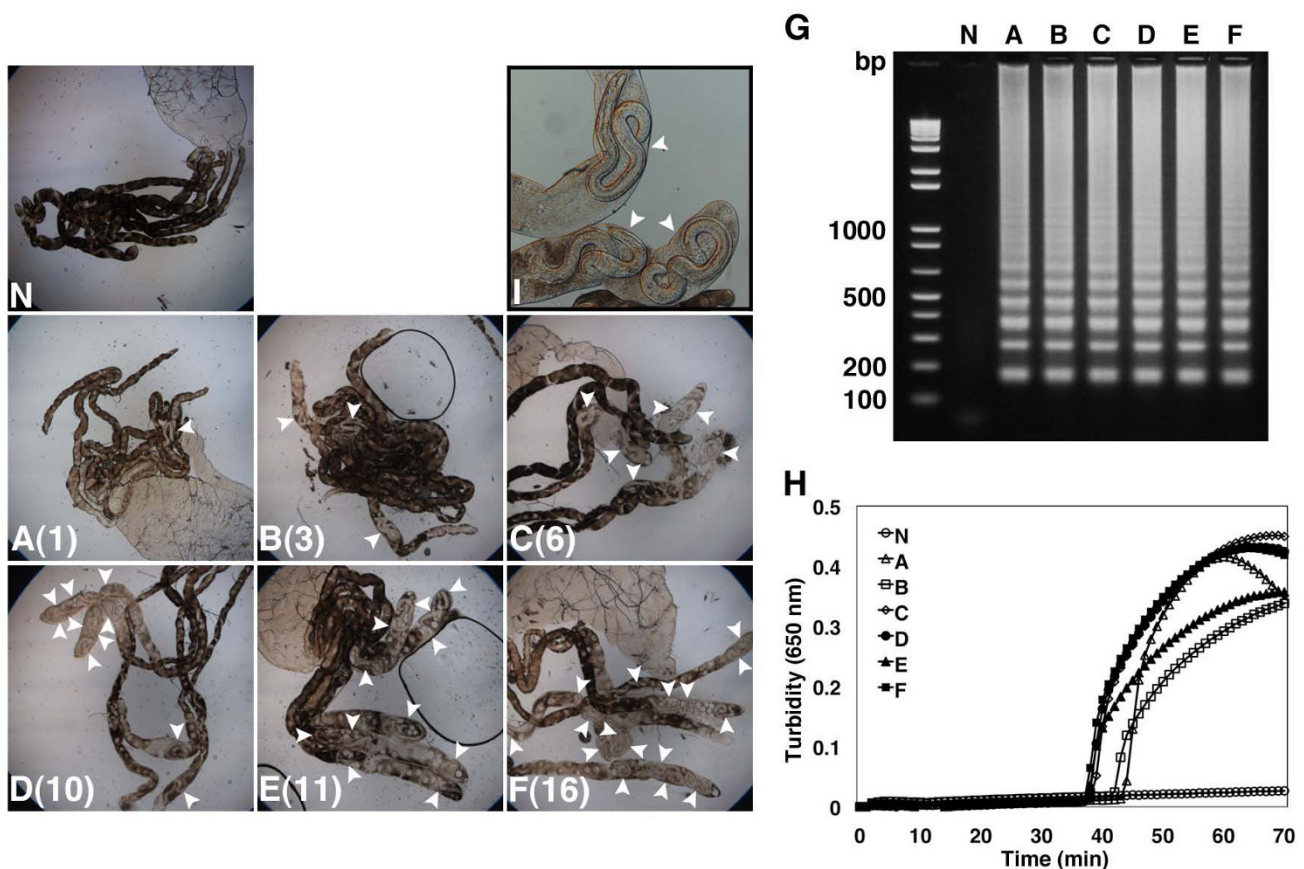 N
I
A(1)
B(3)
C(6)
D(10)
E(11)
F(16)
G
N A B C D E F
bp
1000
500
200
100
H
Turbidity (650 nm)
0.5
0.4
0.3
0.2
0.1
0
N
A
B
C
D
E
F
0 10 20 30 40 50 60 70
Time (min)